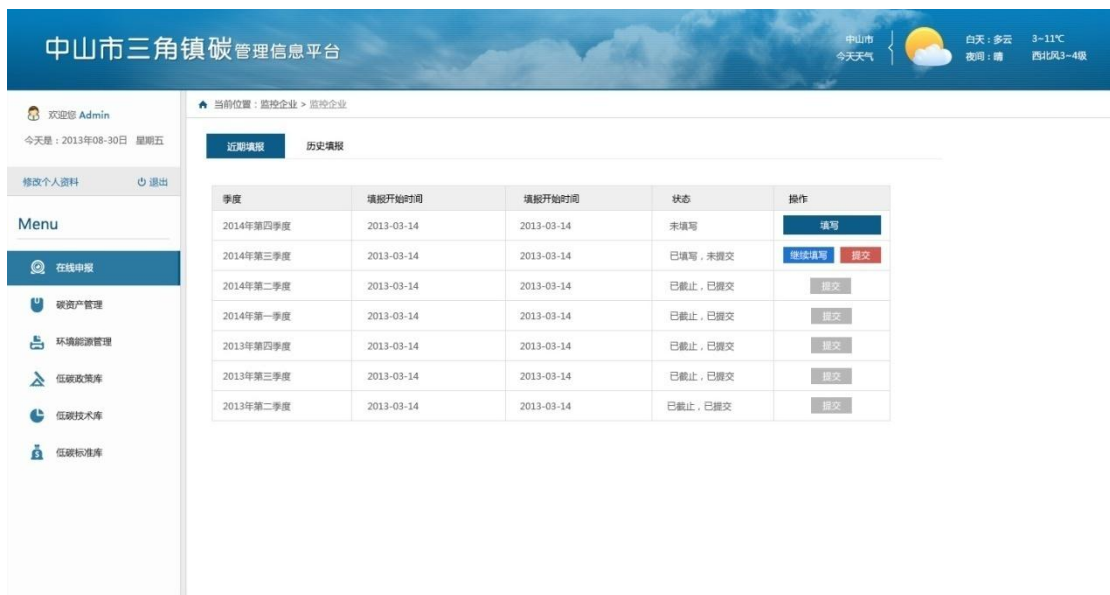 中山市三角镇碳管理信息平台
中山市
今天天气
白天：多云 3~11℃
夜间：晴 西北风3~4级
欢迎您 Admin
今天是：2013年08-30日 星期五
修改个人资料 退出
Menu
在线申报
碳资产管理
环境能源管理
低碳政策库
低碳技术库
低碳标准库
当前位置：监控企业 > 监控企业
近期填报 历史填报
季度 填报开始时间 填报开始时间 状态 操作
2014年第四季度 2013-03-14 2013-03-14 未填写 填写
2014年第三季度 2013-03-14 2013-03-14 已填写，未提交 继续填写 提交
2014年第二季度 2013-03-14 2013-03-14 已截止，已提交 提交
2014年第一季度 2013-03-14 2013-03-14 已截止，已提交 提交
2013年第四季度 2013-03-14 2013-03-14 已截止，已提交 提交
2013年第三季度 2013-03-14 2013-03-14 已截止，已提交 提交
2013年第二季度 2013-03-14 2013-03-14 已截止，已提交 提交